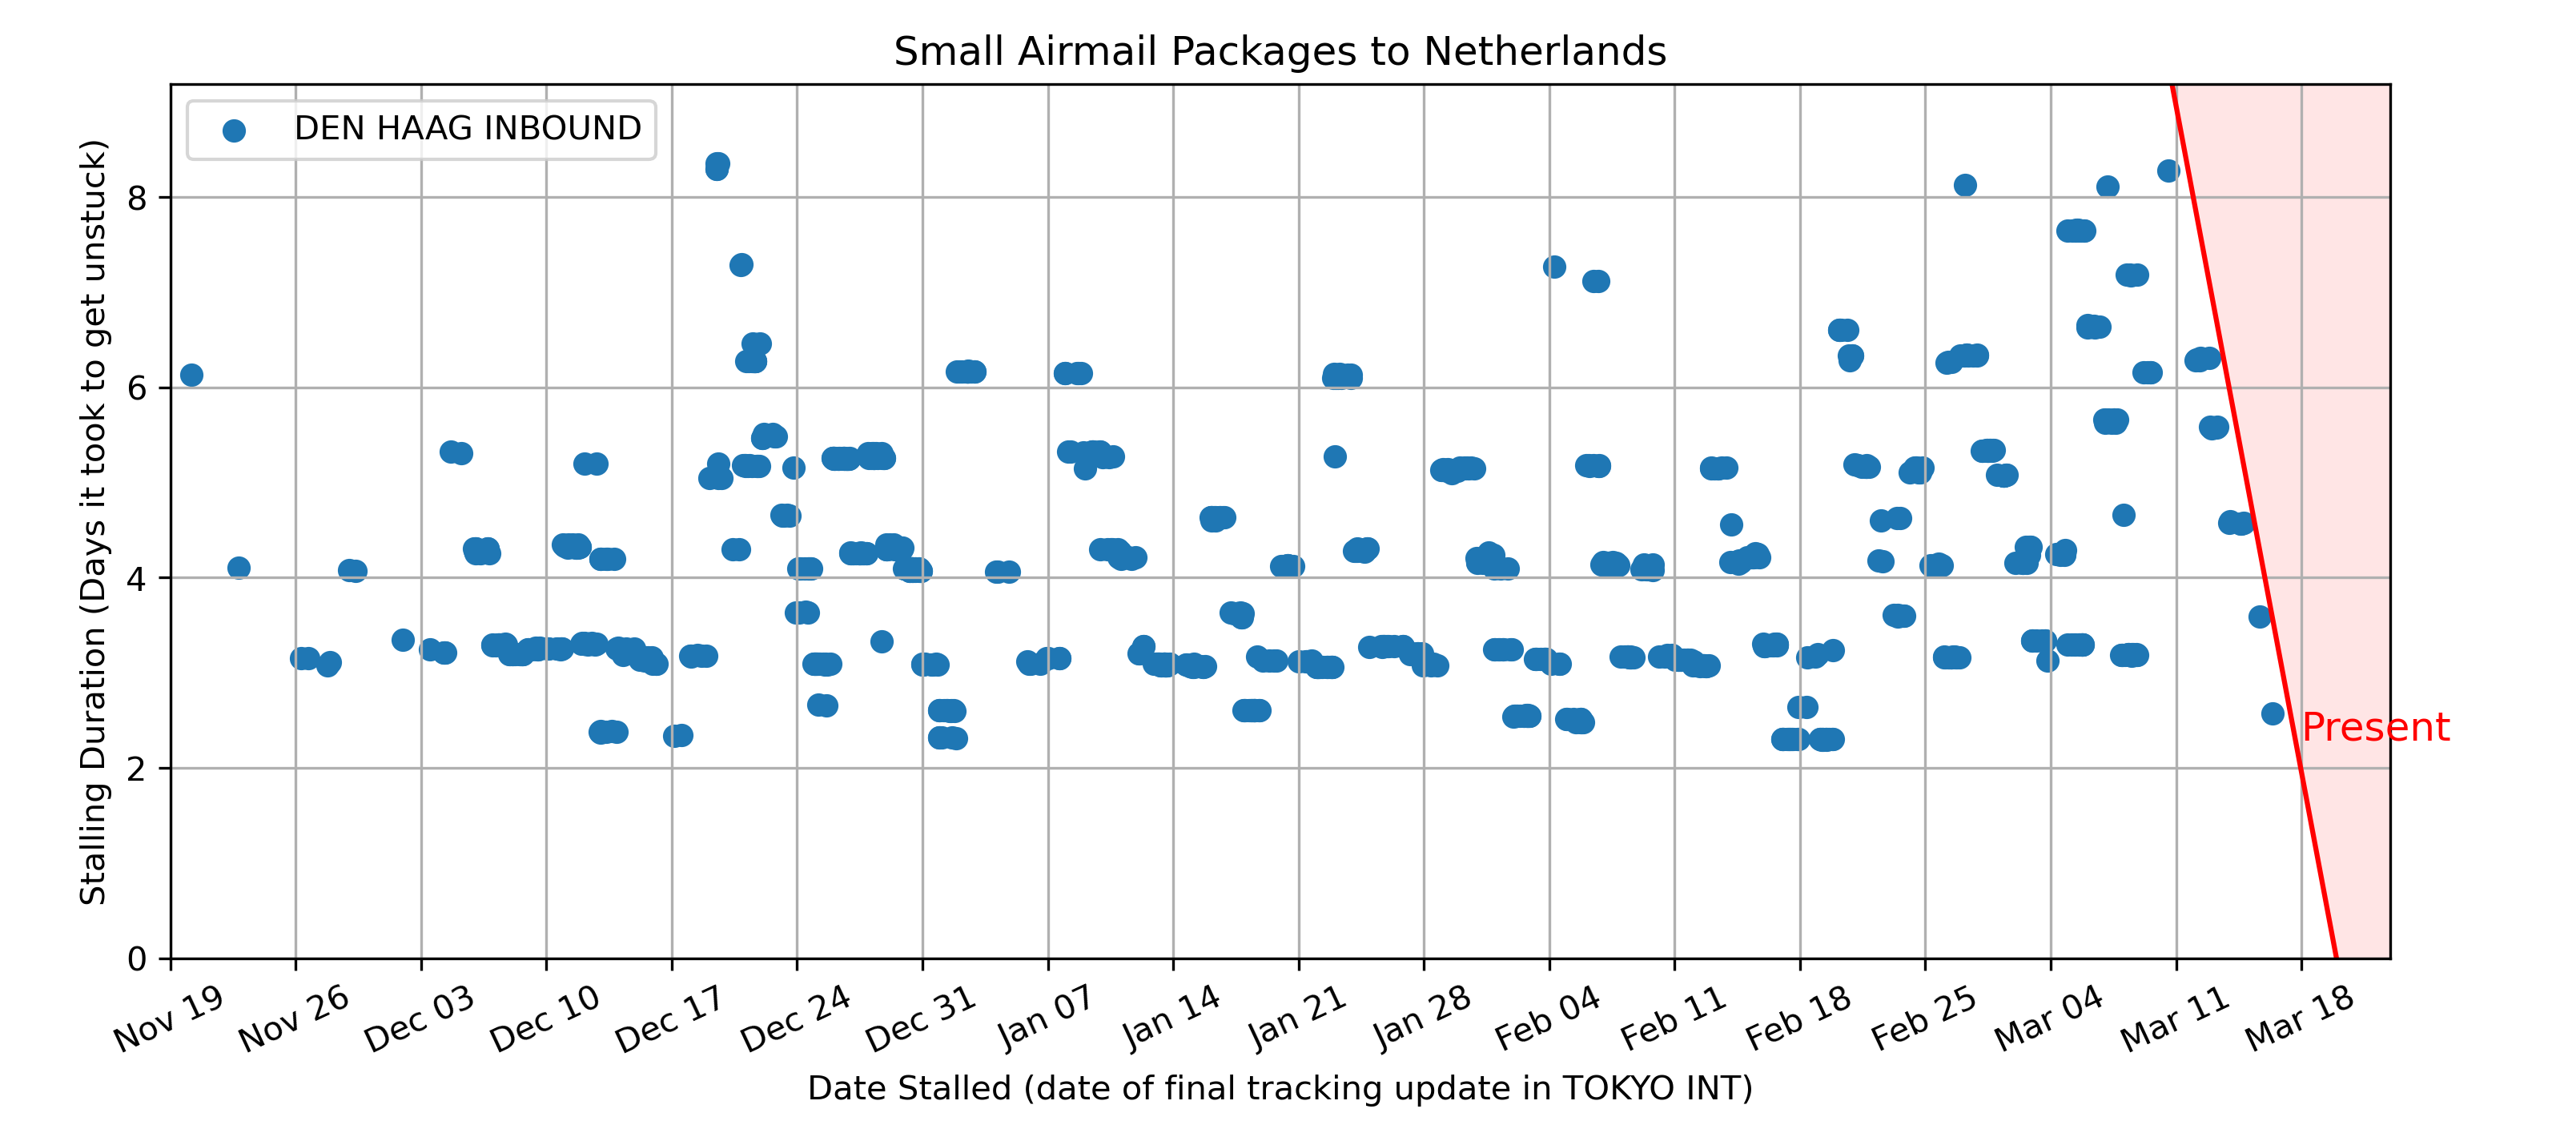 Small Airmail Packages to Netherlands
DEN HAAG INBOUND
Stalling Duration (Days it took to get unstuck)
8
6
4
2
0
Present
Nov 19
Nov 26
Dec 03
Dec 10
Dec 17
Dec 24
Dec 31
Jan 07
Jan 14
Jan 21
Jan 28
Feb 04
Feb 11
Feb 18
Feb 25
Mar 04
Mar 11
Mar 18
Date Stalled (date of final tracking update in TOKYO INT)